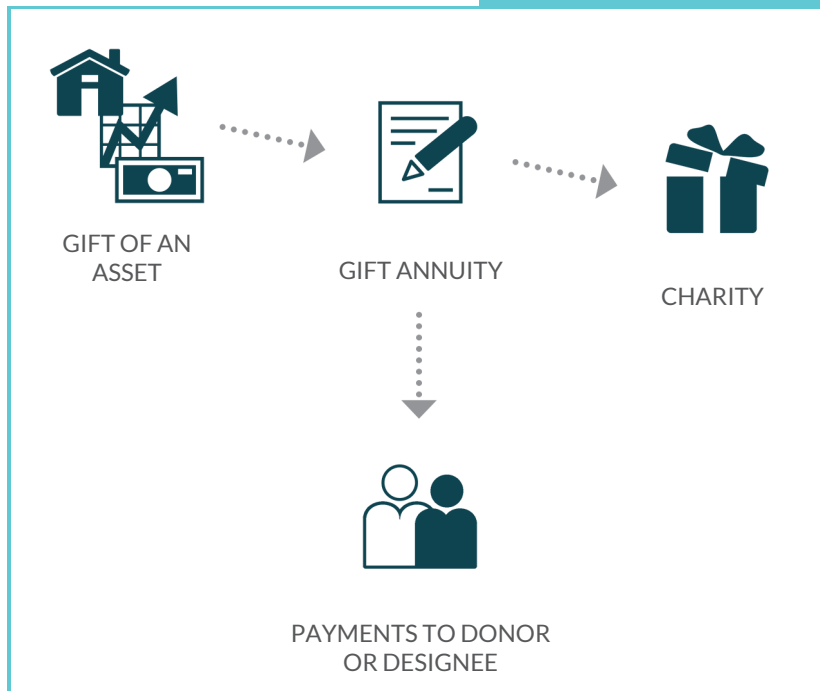 GIFT OF AN
ASSET
GIFT ANNUITY
CHARITY
PAYMENTS TO DONOR
OR DESIGNEE